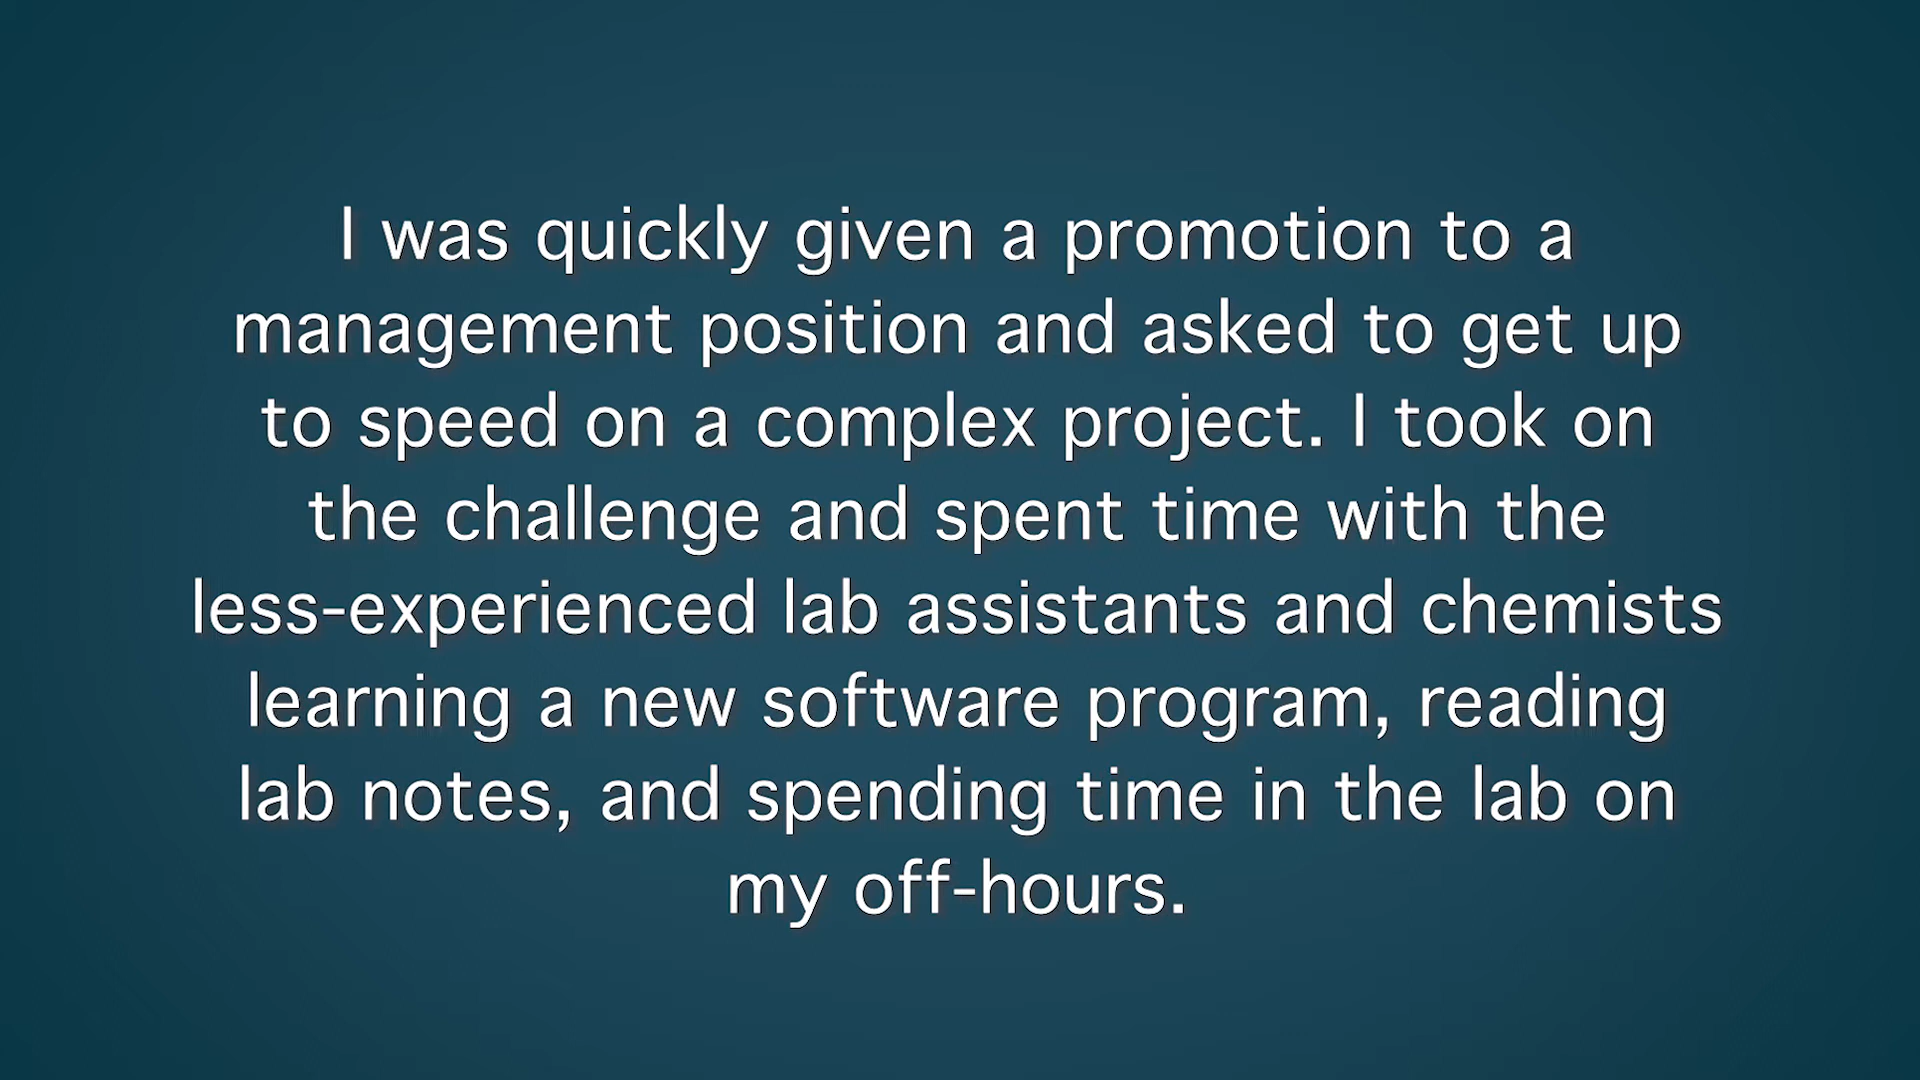 I was quickly given a promotion to a
management position and asked to get up
to speed on a complex project. I took on
the challenge and spent time with the
less-experienced lab assistants and chemists
learning a new software program, reading
lab notes, and spending time in the lab on
my off-hours.